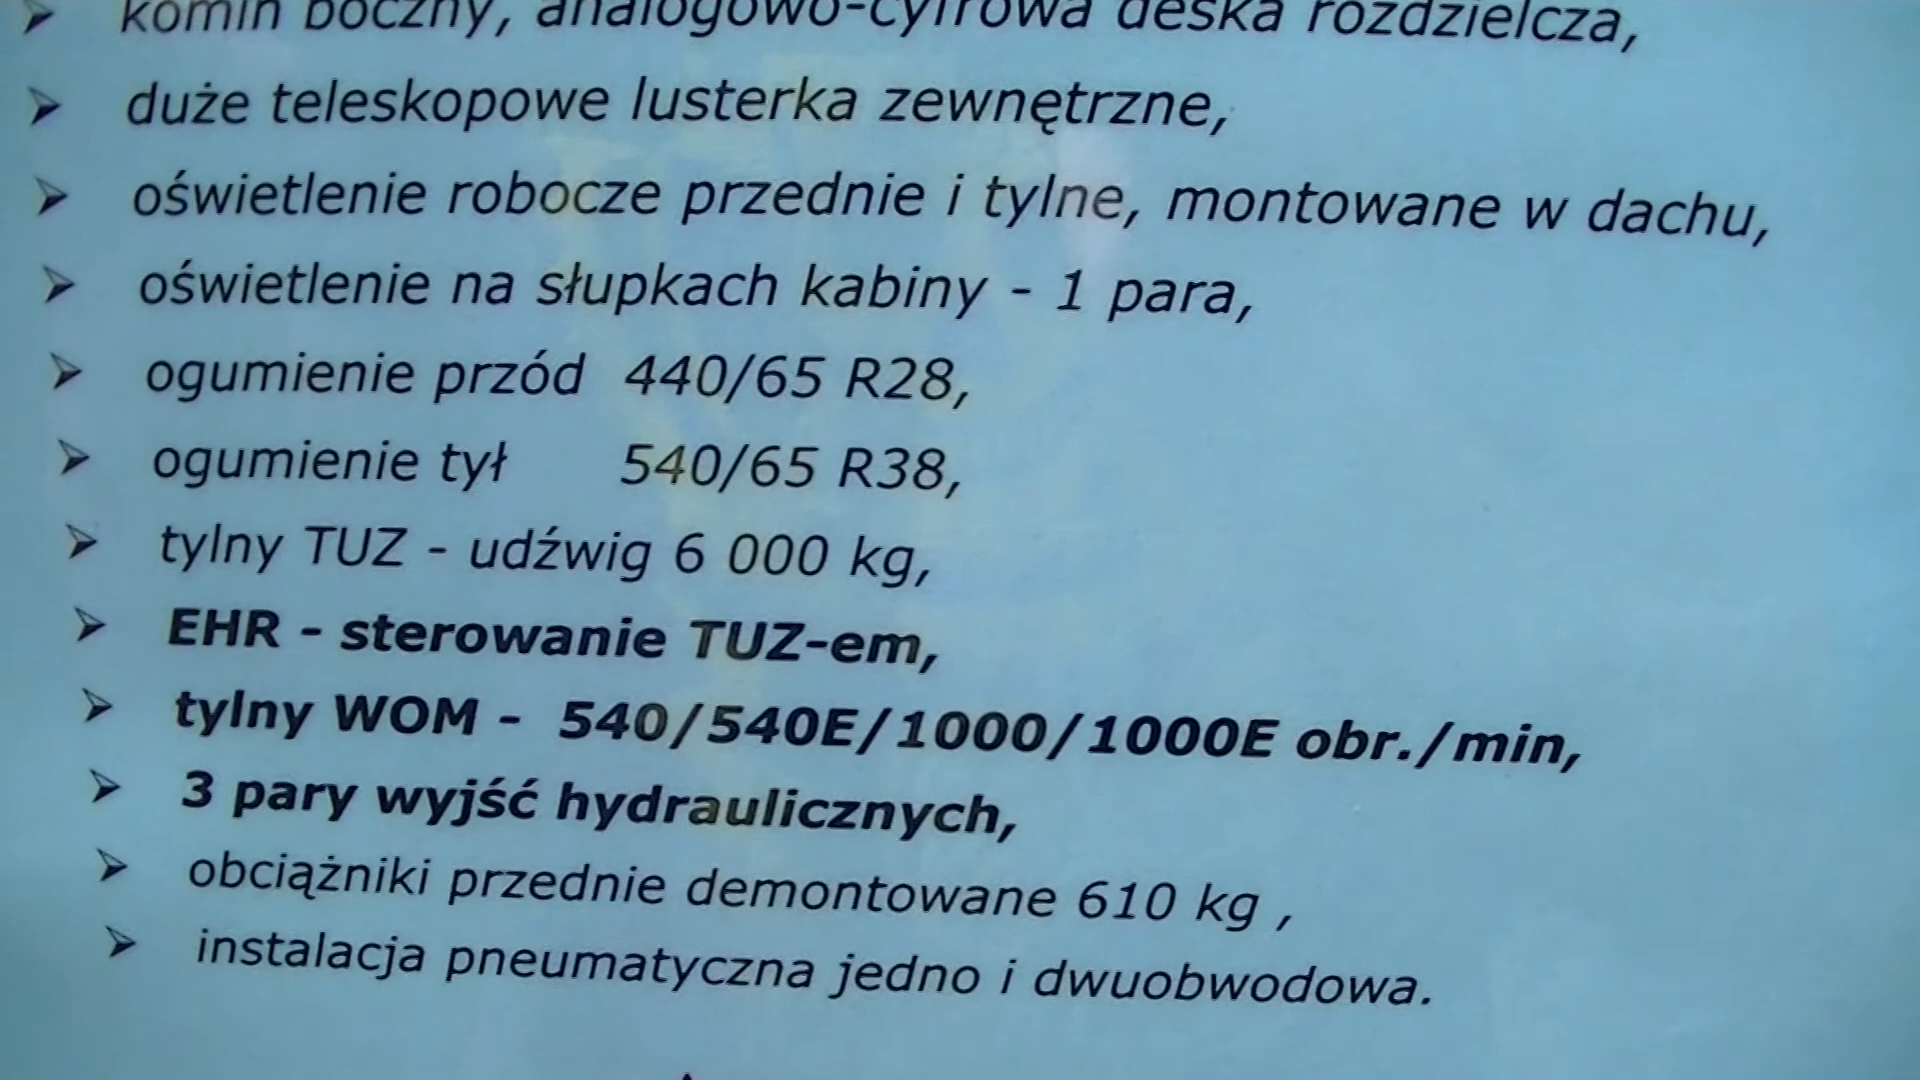 ➢ komin boczny, analogowo-cyfrowa deska rozdzielcza,
➢ duże teleskopowe lusterka zewnętrzne,
➢ oświetlenie robocze przednie i tylne, montowane w dachu,
➢ oświetlenie na słupkach kabiny - 1 para,
➢ ogumienie przód 440/65 R28,
➢ ogumienie tył 540/65 R38,
➢ tylny TUZ - udźwig 6 000 kg,
➢ EHR - sterowanie TUZ-em,
➢ tylny WOM - 540/540E/1000/1000E obr./min,
➢ 3 pary wyjść hydraulicznych,
➢ obciążniki przednie demontowane 610 kg ,
➢ instalacja pneumatyczna jedno i dwuobwodowa.